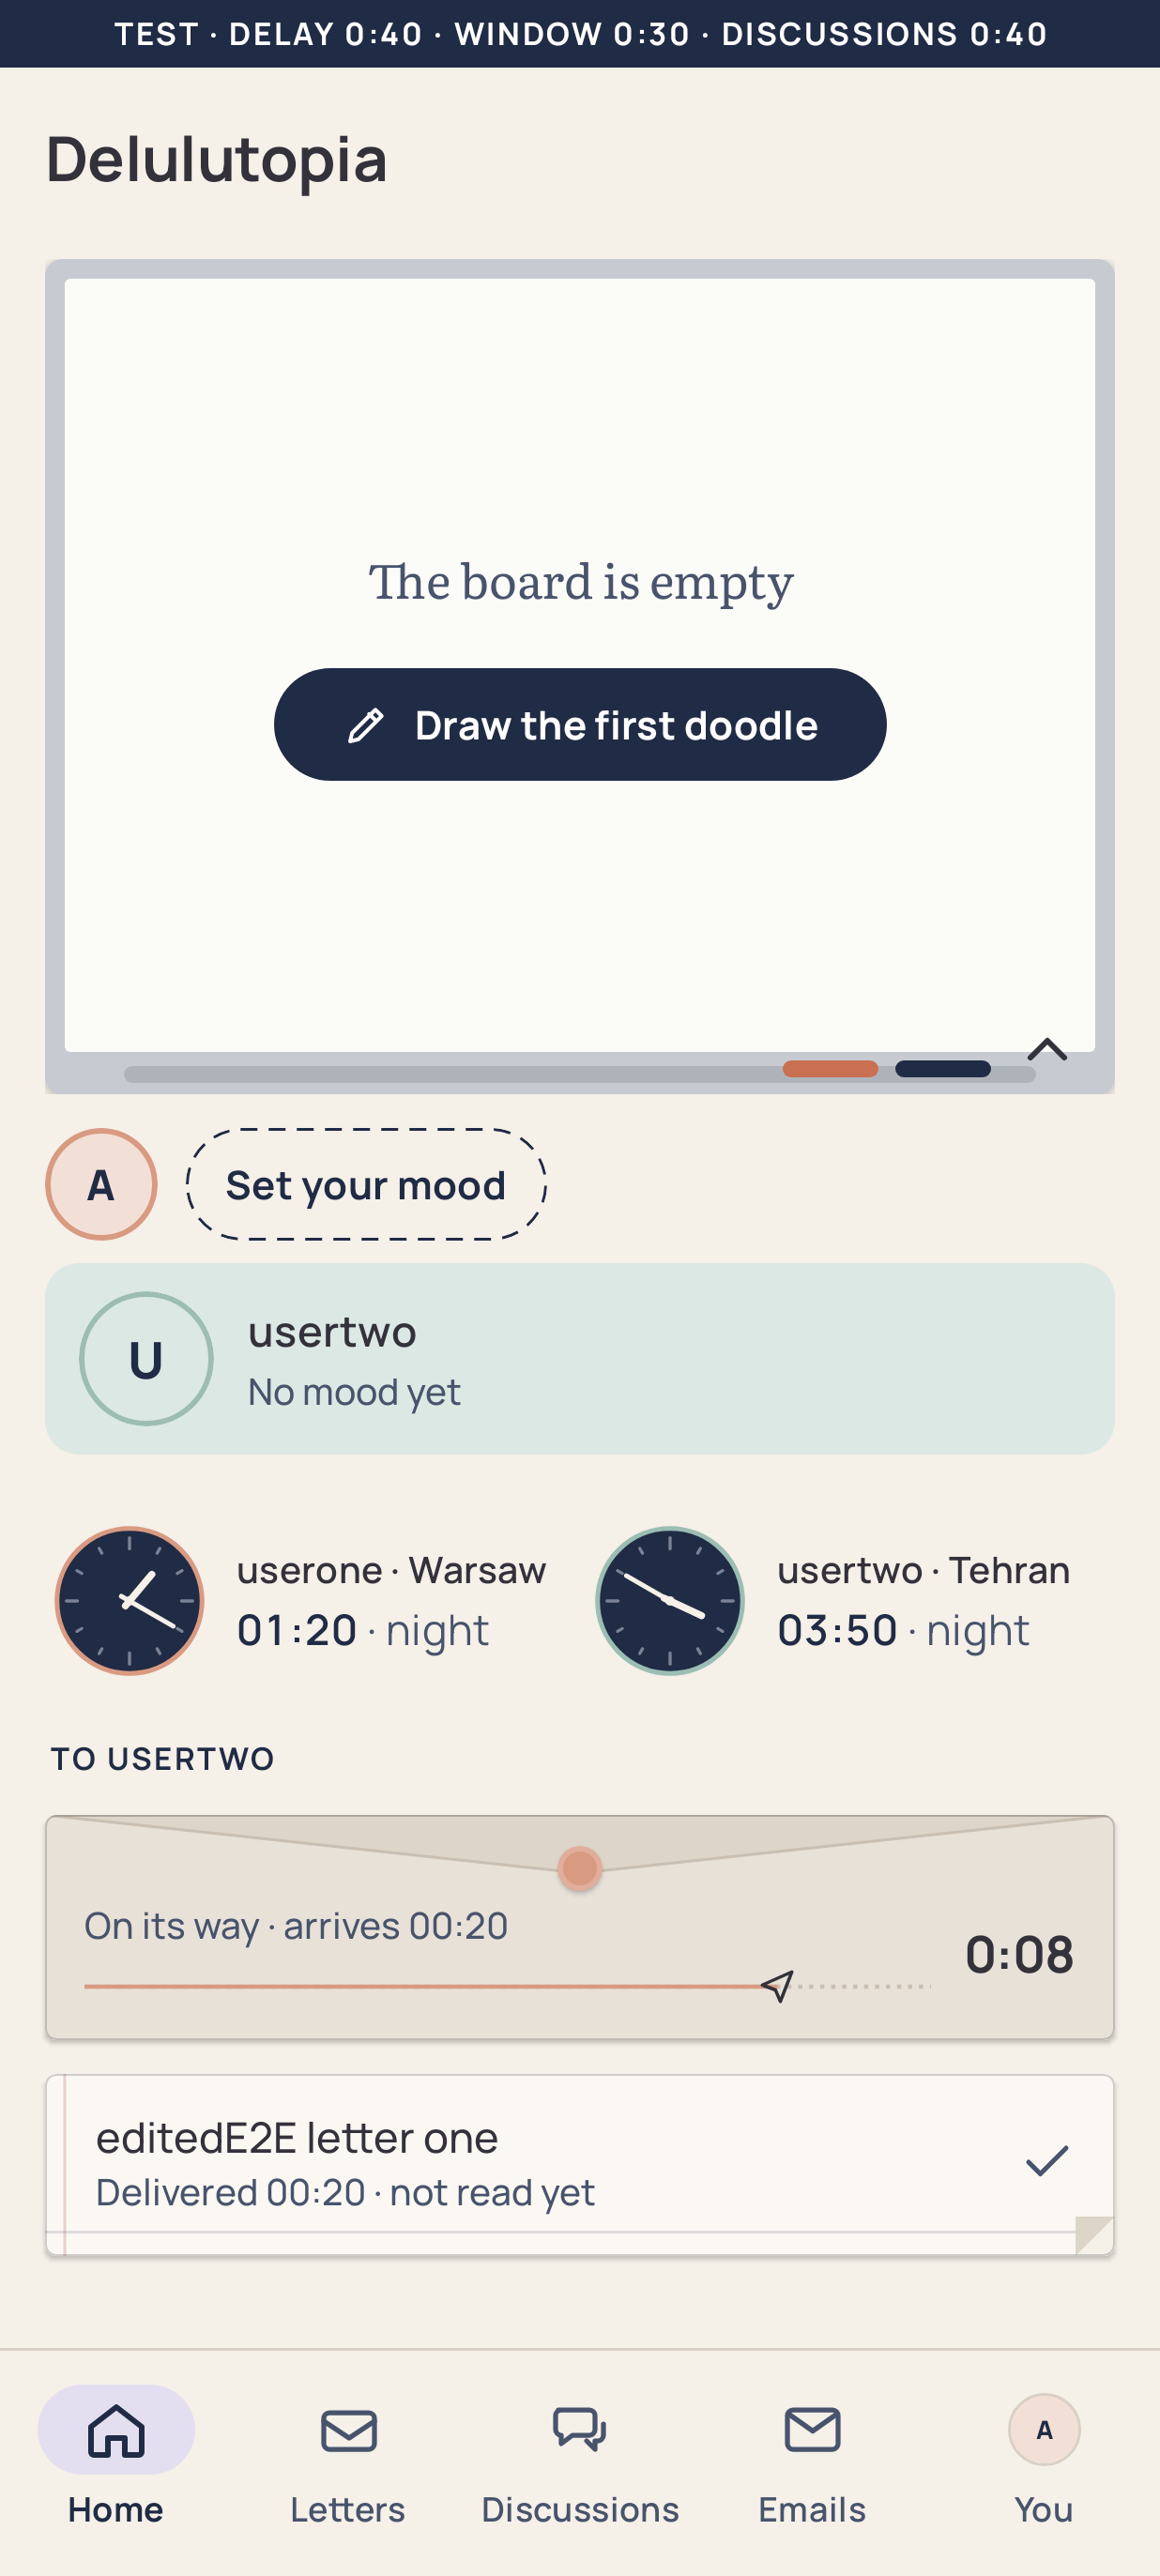 TEST · DELAY 0:40 · WINDOW 0:30 · DISCUSSIONS 0:40
Delulutopia
The board is empty
Draw the first doodle
A
Set your mood
U
usertwo
No mood yet
userone · Warsaw
01:20 · night
usertwo · Tehran
03:50 · night
TO USERTWO
On its way · arrives 00:20
0:08
editedE2E letter one
Delivered 00:20 · not read yet
A
Home
Letters
Discussions
Emails
You